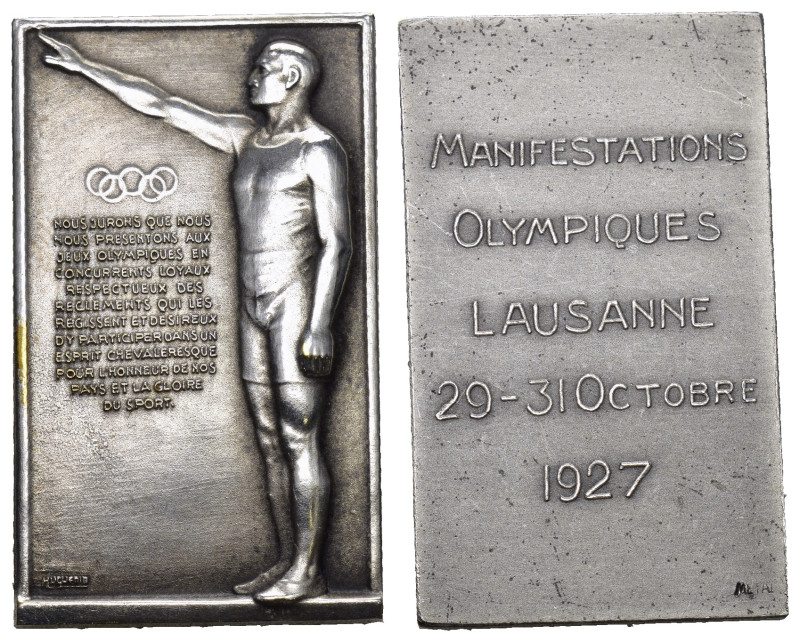 NOUS JURONS QUE NOUS
NOUS PRESENTONS AUX
JEUX OLYMPIQUES EN
CONCURRENTS LOYAUX
RESPECTUEUX DES
REGLEMENTS QUI LES
REGISSENT ET DESIREUX
D'Y PARTICIPER DANS UN
ESPRIT CHEVALERESQUE
POUR L'HONNEUR DE NOS
PAYS ET LA GLOIRE
DU SPORT.
HUGUENIN
MANIFESTATIONS
OLYMPIQUES
LAUSANNE
29-31 OCTOBRE
1927
METAL